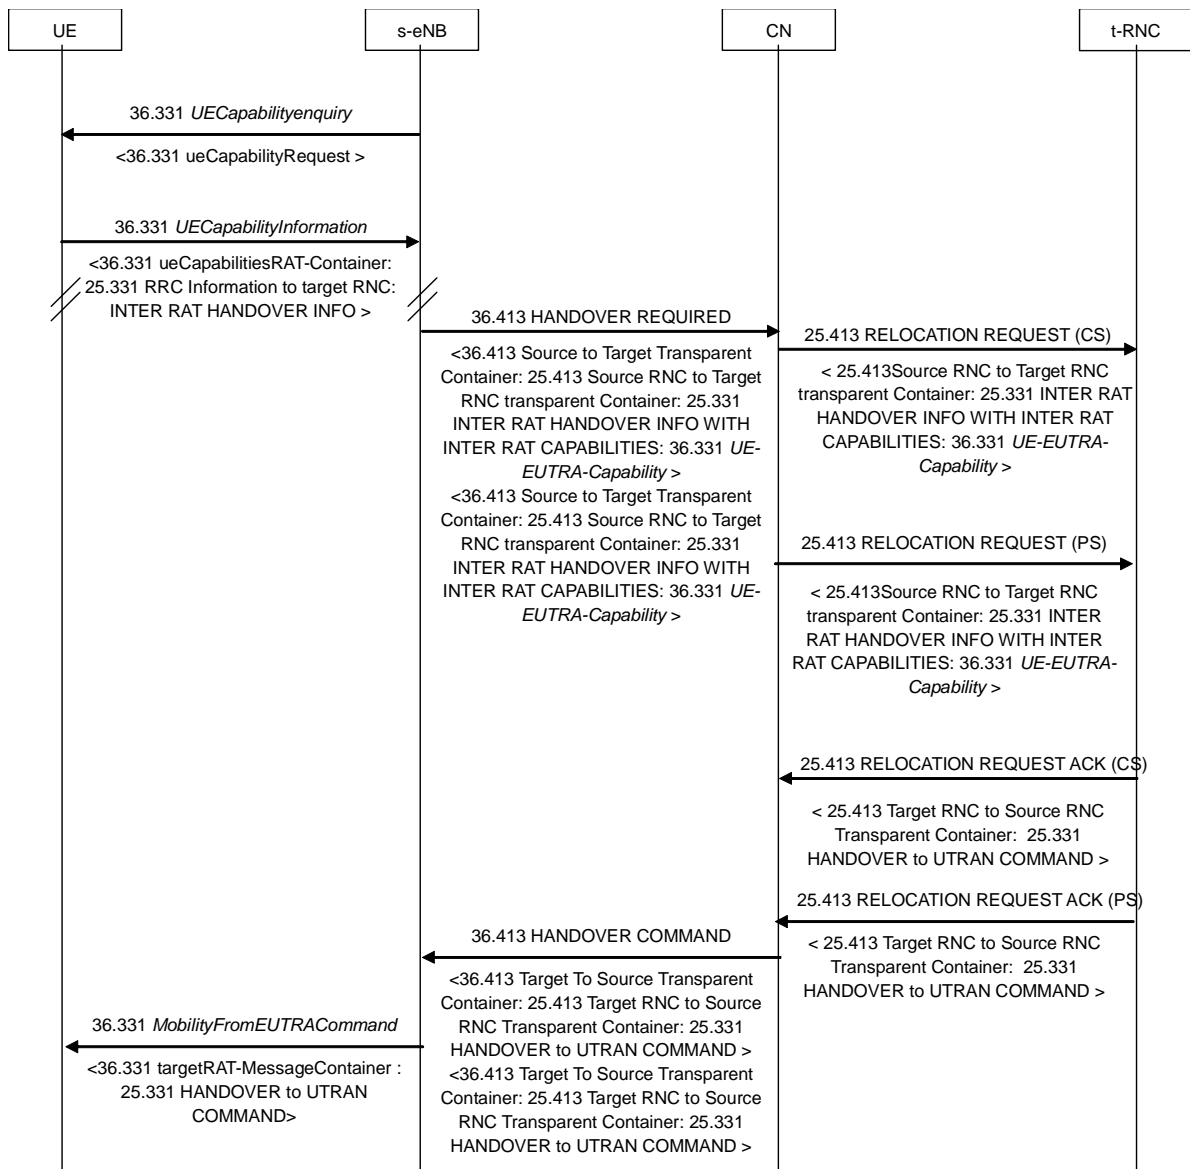 UE
s-eNB
CN
t-RNC
36.331 UECapabilityenquiry
<36.331 ueCapabilityRequest >
36.331 UECapabilityInformation
<36.331 ueCapabilitiesRAT-Container:
25.331 RRC Information to target RNC:
INTER RAT HANDOVER INFO >
36.413 HANDOVER REQUIRED
<36.413 Source to Target Transparent
Container: 25.413 Source RNC to Target
RNC transparent Container: 25.331
INTER RAT HANDOVER INFO WITH
INTER RAT CAPABILITIES: 36.331 UE-
EUTRA-Capability >
<36.413 Source to Target Transparent
Container: 25.413 Source RNC to Target
RNC transparent Container: 25.331
INTER RAT HANDOVER INFO WITH
INTER RAT CAPABILITIES: 36.331 UE-
EUTRA-Capability >
25.413 RELOCATION REQUEST (CS)
< 25.413Source RNC to Target RNC
transparent Container: 25.331 INTER RAT
HANDOVER INFO WITH INTER RAT
CAPABILITIES: 36.331 UE-EUTRA-
Capability >
25.413 RELOCATION REQUEST (PS)
< 25.413Source RNC to Target RNC
transparent Container: 25.331 INTER
RAT HANDOVER INFO WITH INTER
RAT CAPABILITIES: 36.331 UE-EUTRA-
Capability >
25.413 RELOCATION REQUEST ACK (CS)
< 25.413 Target RNC to Source RNC
Transparent Container: 25.331
HANDOVER to UTRAN COMMAND >
25.413 RELOCATION REQUEST ACK (PS)
< 25.413 Target RNC to Source RNC
Transparent Container: 25.331
HANDOVER to UTRAN COMMAND >
36.413 HANDOVER COMMAND
<36.413 Target To Source Transparent
Container: 25.413 Target RNC to Source
RNC Transparent Container: 25.331
HANDOVER to UTRAN COMMAND >
<36.413 Target To Source Transparent
Container: 25.413 Target RNC to Source
RNC Transparent Container: 25.331
HANDOVER to UTRAN COMMAND >
36.331 MobilityFromEUTRACommand
<36.331 targetRAT-MessageContainer :
25.331 HANDOVER to UTRAN
COMMAND>